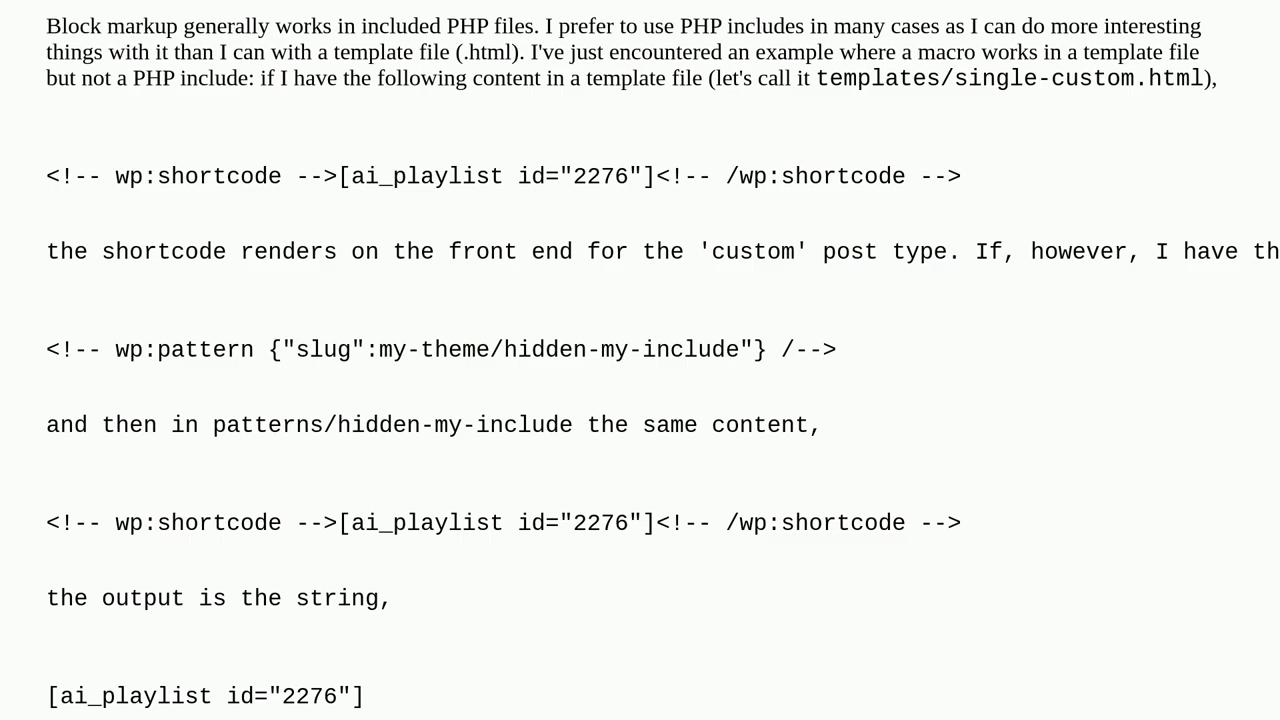 Block markup generally works in included PHP files. I prefer to use PHP includes in many cases as I can do more interesting
things with it than I can with a template file (.html). I've just encountered an example where a macro works in a template file
but not a PHP include: if I have the following content in a template file (let's call it templates/single-custom.html),
<!-- wp:shortcode -->[ai_playlist id="2276"]<!-- /wp:shortcode -->
the shortcode renders on the front end for the 'custom' post type. If, however, I have th
<!-- wp:pattern {"slug":my-theme/hidden-my-include"} /-->
and then in patterns/hidden-my-include the same content,
<!-- wp:shortcode -->[ai_playlist id="2276"]<!-- /wp:shortcode -->
the output is the string,
[ai_playlist id="2276"]